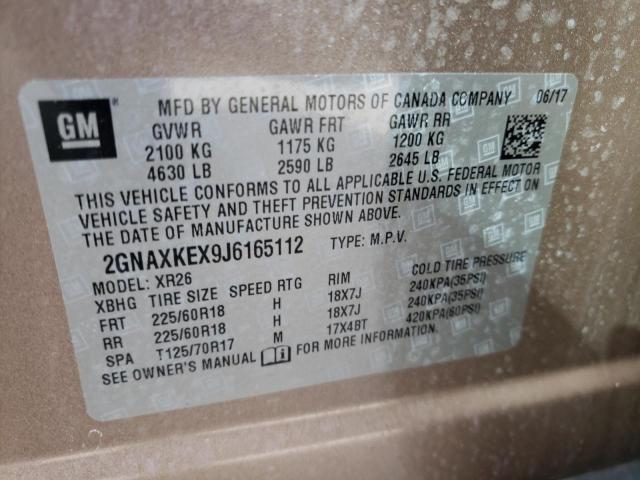 GM
MFD BY GENERAL MOTORS OF CANADA COMPANY 06/17
GVWR GAWR FRT GAWR RR
2100 KG 1175 KG 1200 KG
4630 LB 2590 LB 2645 LB
THIS VEHICLE CONFORMS TO ALL APPLICABLE U.S. FEDERAL MOTOR
VEHICLE SAFETY AND THEFT PREVENTION STANDARDS IN EFFECT ON
THE DATE OF MANUFACTURE SHOWN ABOVE.
2GNAXKEX9J6165112 TYPE: M.P.V.
MODEL: XR26
XBHG TIRE SIZE SPEED RTG RIM COLD TIRE PRESSURE
FRT 225/60R18 H 18X7J 240KPA(35PSI)
RR 225/60R18 H 18X7J 240KPA(35PSI)
SPA T125/70R17 M 17X4BT 420KPA(60PSI)
SEE OWNER'S MANUAL FOR MORE INFORMATION.